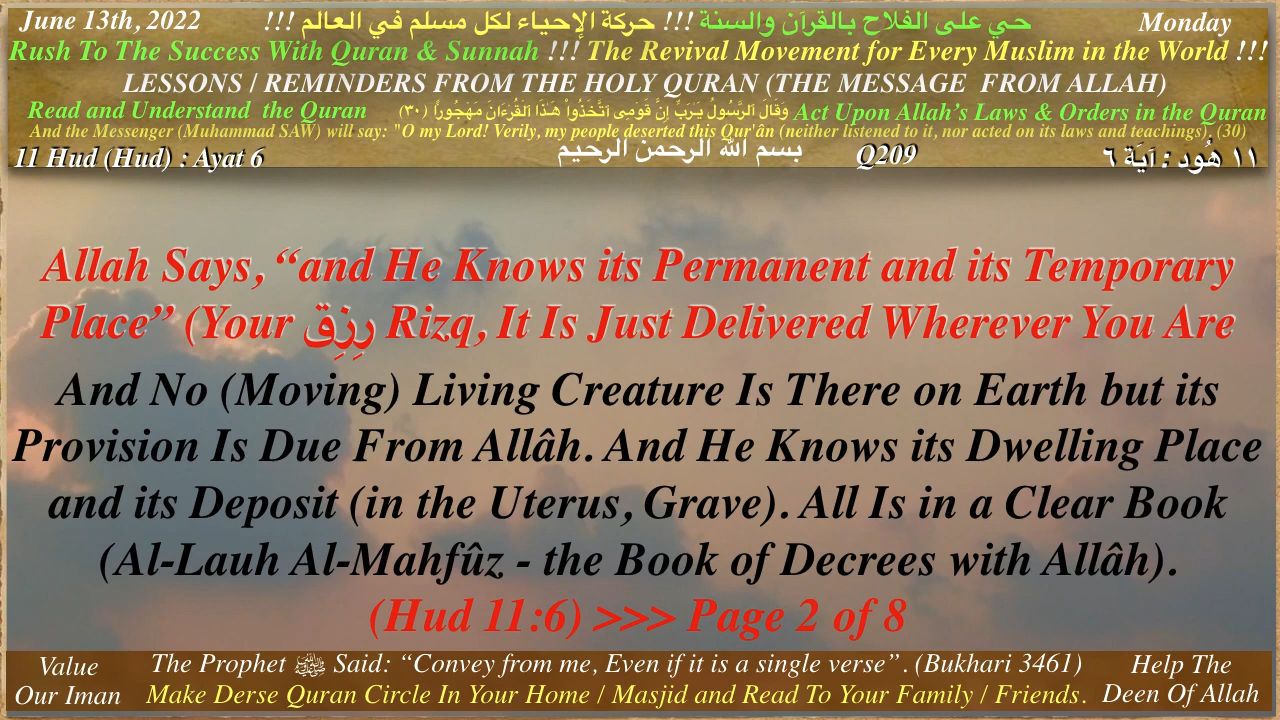 June 13th, 2022 !!! حركة الإحياء لكل مسلم في العالم !!! حي على الفلاح بالقرآن والسنة Monday
Rush To The Success With Quran & Sunnah !!! The Revival Movement for Every Muslim in the World !!!
LESSONS / REMINDERS FROM THE HOLY QURAN (THE MESSAGE FROM ALLAH)
Read and Understand the Quran وَقَالَ ٱلرَّسُولُ يَـٰرَبِّ إِنَّ قَوْمِى ٱتَّخَذُوا۟ هَـٰذَا ٱلْقُرْءَانَ مَهْجُورًا (٣٠) Act Upon Allah’s Laws & Orders in the Quran
And the Messenger (Muhammad SAW) will say: "O my Lord! Verily, my people deserted this Qur'ân (neither listened to it, nor acted on its laws and teachings). (30)
11 Hud (Hud) : Ayat 6 بسم الله الرحمن الرحيم Q209 ١١ هُود : آيَة ٦
Allah Says, “and He Knows its Permanent and its Temporary
Place” (Your رِزِق Rizq, It Is Just Delivered Wherever You Are
And No (Moving) Living Creature Is There on Earth but its
Provision Is Due From Allâh. And He Knows its Dwelling Place
and its Deposit (in the Uterus, Grave). All Is in a Clear Book
(Al-Lauh Al-Mahfûz - the Book of Decrees with Allâh).
(Hud 11:6) >>> Page 2 of 8
Value The Prophet ﷺ Said: “Convey from me, Even if it is a single verse”. (Bukhari 3461) Help The
Our Iman Make Derse Quran Circle In Your Home / Masjid and Read To Your Family / Friends. Deen Of Allah